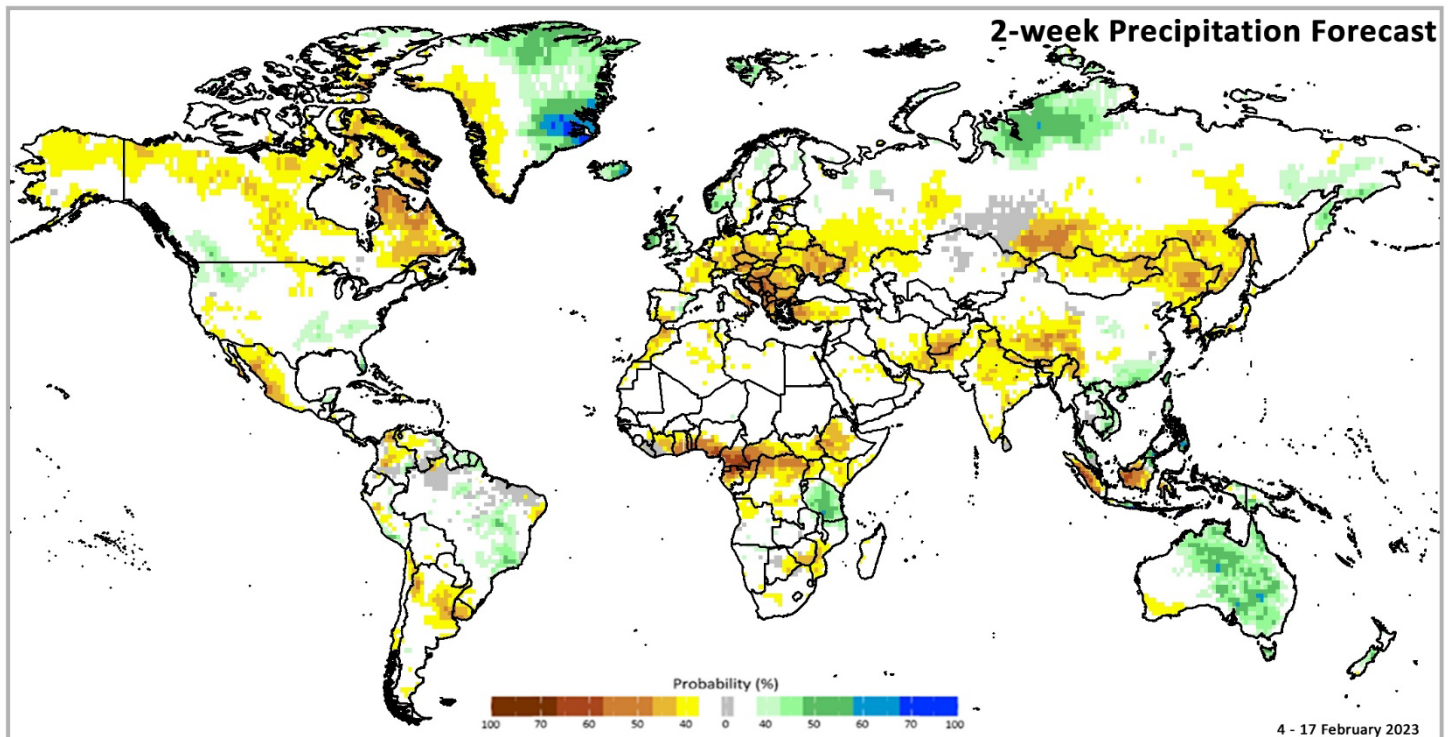 2-week Precipitation Forecast
Probability (%)
100 70 60 50 40 0 40 50 60 70 100
4 - 17 February 2023